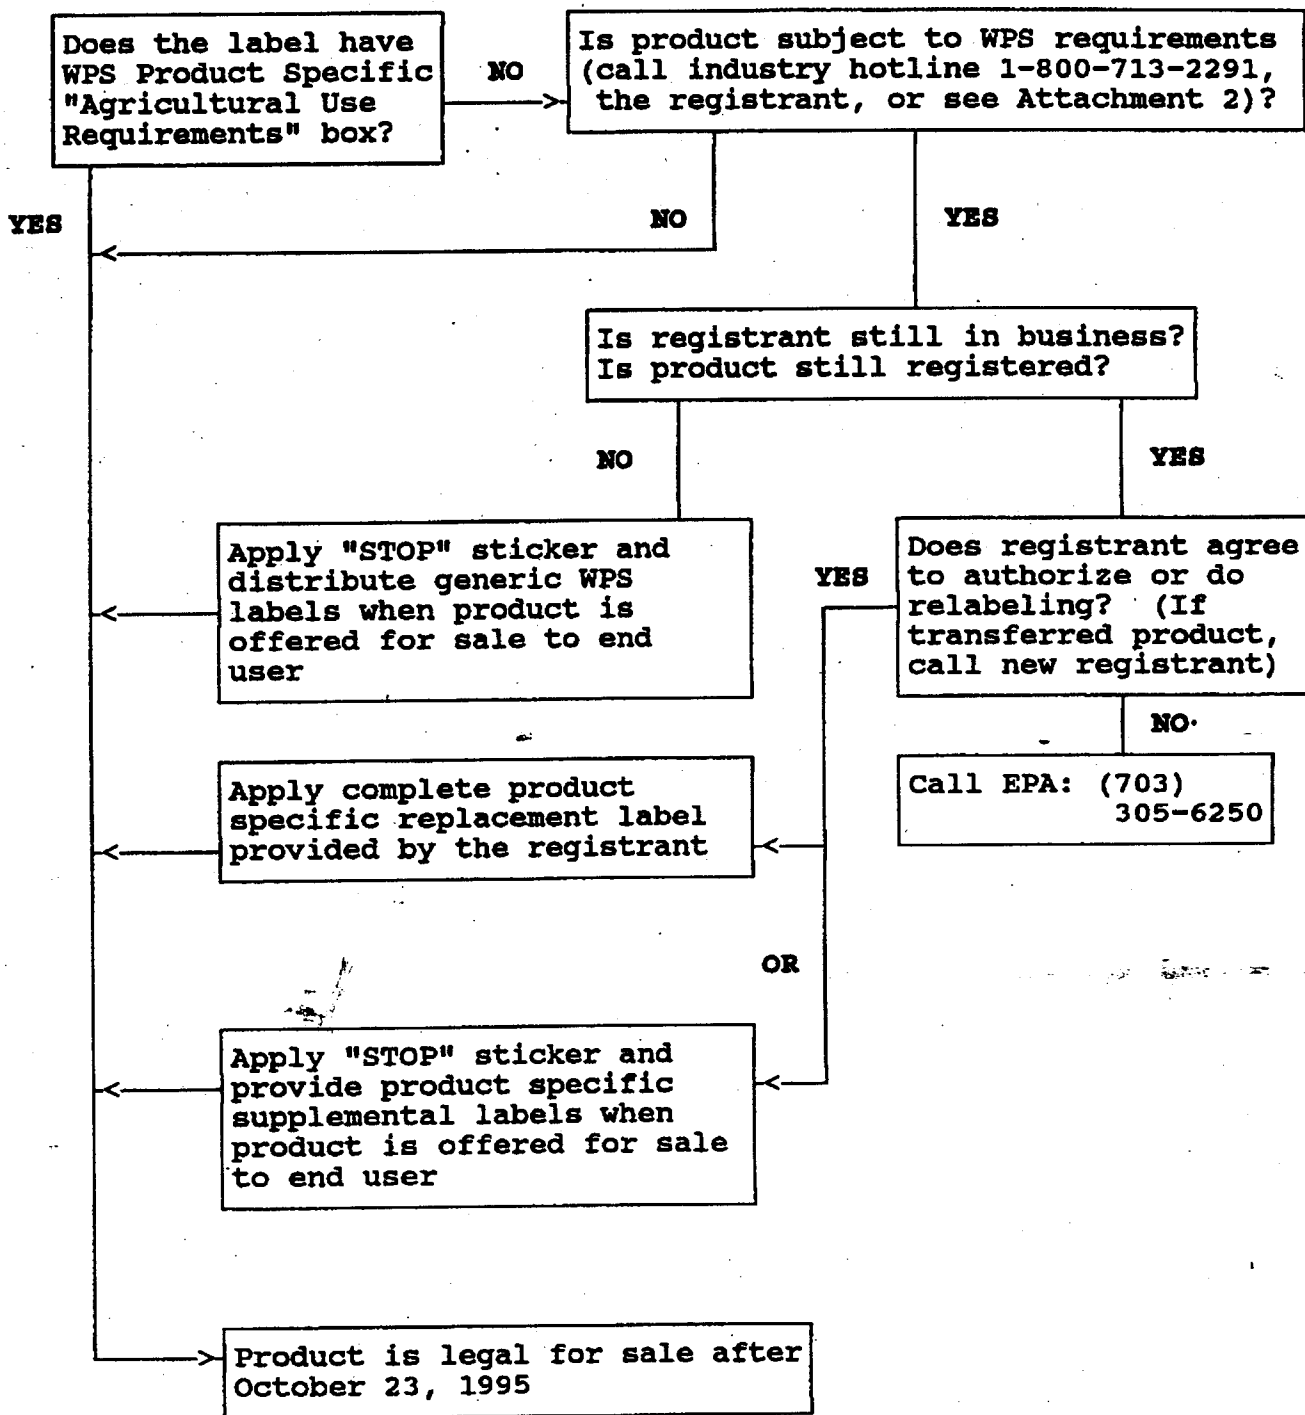 Does the label have
WPS Product Specific
"Agricultural Use
Requirements" box?
NO
Is product subject to WPS requirements
(call industry hotline 1-800-713-2291,
the registrant, or see Attachment 2)?
YES
NO
YES
Is registrant still in business?
Is product still registered?
NO
YES
Apply "STOP" sticker and
distribute generic WPS
labels when product is
offered for sale to end
user
YES
Does registrant agree
to authorize or do
relabeling? (If
transferred product,
call new registrant)
NO
Call EPA: (703)
305-6250
Apply complete product
specific replacement label
provided by the registrant
OR
Apply "STOP" sticker and
provide product specific
supplemental labels when
product is offered for sale
to end user
Product is legal for sale after
October 23, 1995